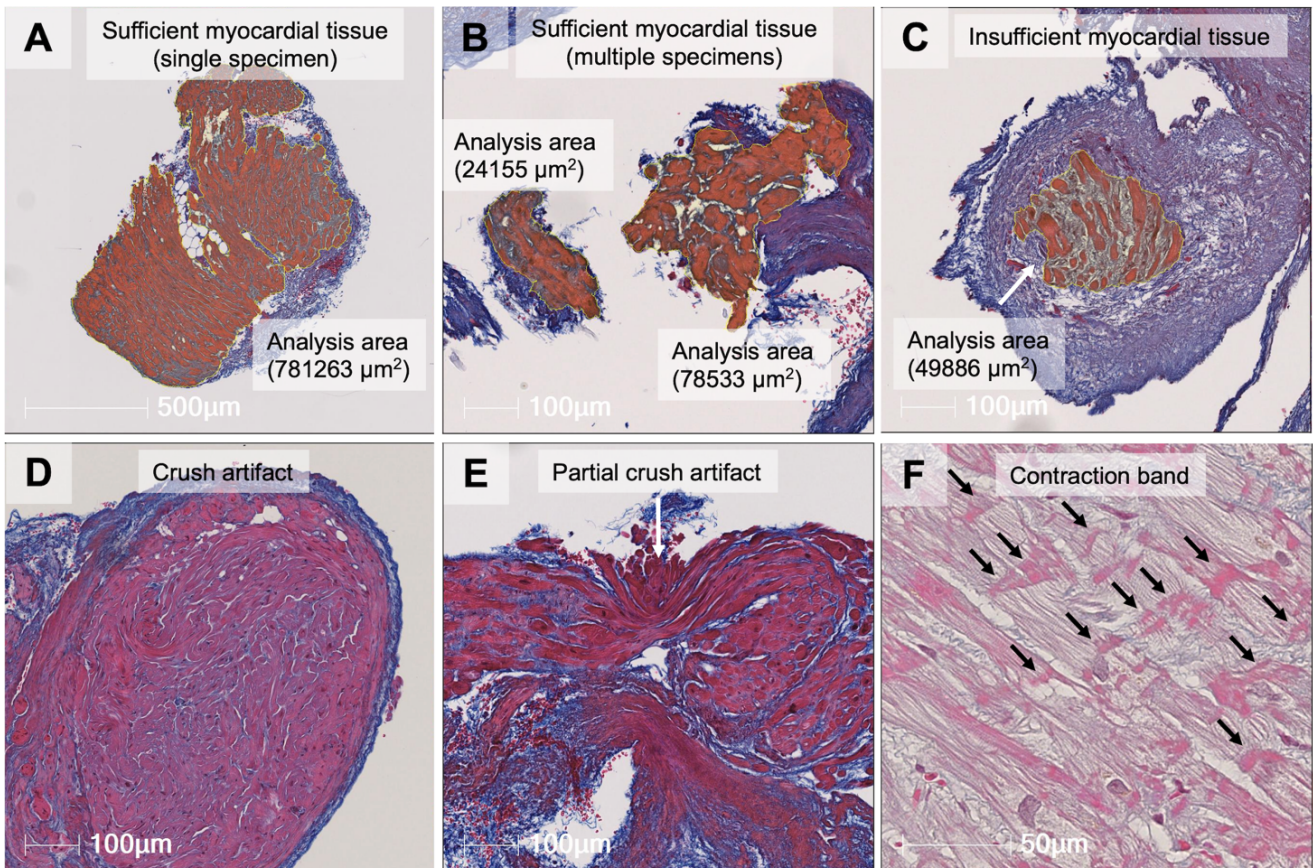 A
Sufficient myocardial tissue
(single specimen)
Analysis area
(781263 µm²)
500µm
B
Sufficient myocardial tissue
(multiple specimens)
Analysis area
(24155 µm²)
Analysis area
(78533 µm²)
100µm
C
Insufficient myocardial tissue
Analysis area
(49886 µm²)
100µm
D
Crush artifact
100µm
E
Partial crush artifact
100µm
F
Contraction band
50µm